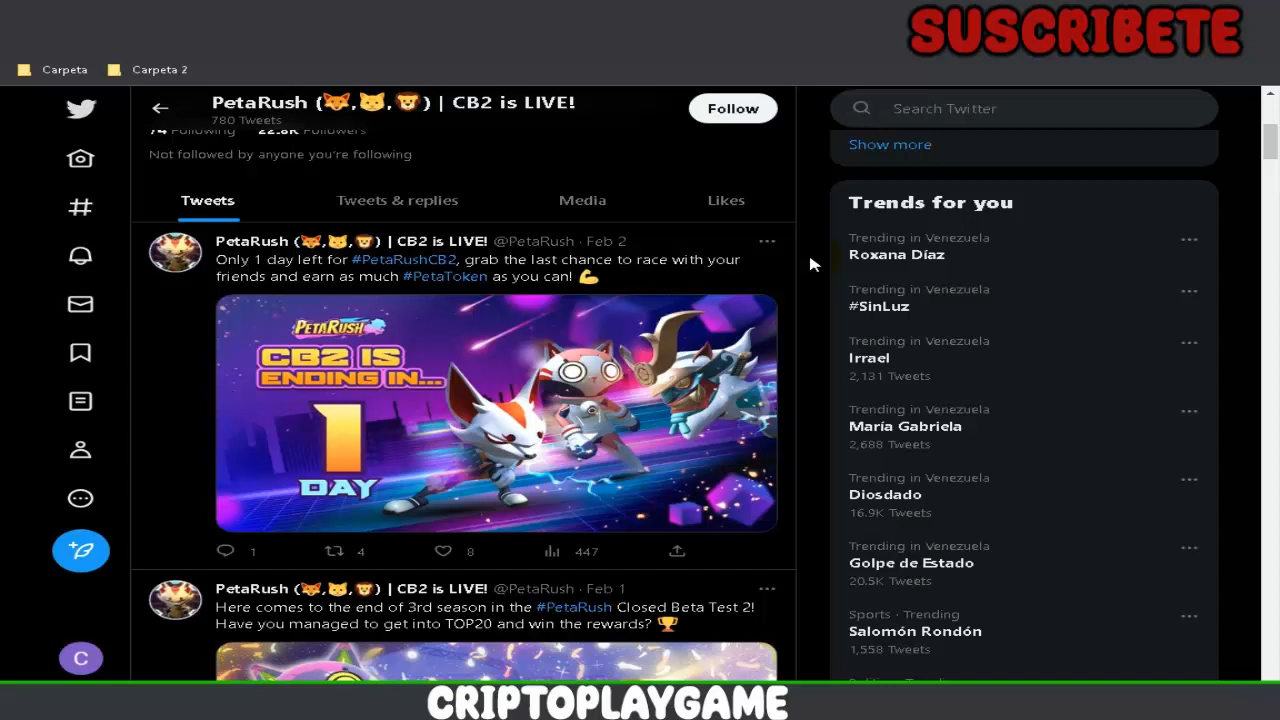 SUSCRIBETE
Carpeta
Carpeta 2
PetaRush (🦊,🐱,🦁) | CB2 is LIVE!
780 Tweets
Follow
74 Following 22.8K Followers
Not followed by anyone you're following
Tweets
Tweets & replies
Media
Likes
PetaRush (🦊,🐱,🦁) | CB2 is LIVE! @PetaRush · Feb 2
Only 1 day left for #PetaRushCB2, grab the last chance to race with your
friends and earn as much #PetaToken as you can! 💪
PETARUSH
CB2 IS
ENDING IN...
1
DAY
1
4
8
447
PetaRush (🦊,🐱,🦁) | CB2 is LIVE! @PetaRush · Feb 1
Here comes to the end of 3rd season in the #PetaRush Closed Beta Test 2!
Have you managed to get into TOP20 and win the rewards? 🏆
Search Twitter
Show more
Trends for you
Trending in Venezuela
Roxana Díaz
Trending in Venezuela
#SinLuz
Trending in Venezuela
Irrael
2,131 Tweets
Trending in Venezuela
María Gabriela
2,688 Tweets
Trending in Venezuela
Diosdado
16.9K Tweets
Trending in Venezuela
Golpe de Estado
20.5K Tweets
Sports · Trending
Salomón Rondón
1,558 Tweets
C
CRIPTOPLAYGAME